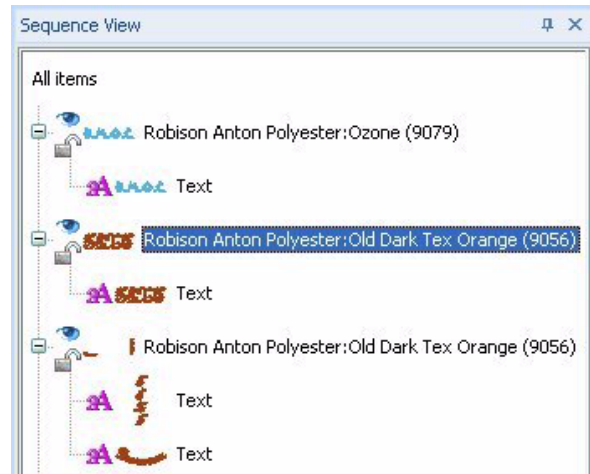 Sequence View
All items
Robison Anton Polyester:Ozone (9079)
Text
Robison Anton Polyester:Old Dark Tex Orange (9056)
Text
Robison Anton Polyester:Old Dark Tex Orange (9056)
Text
Text